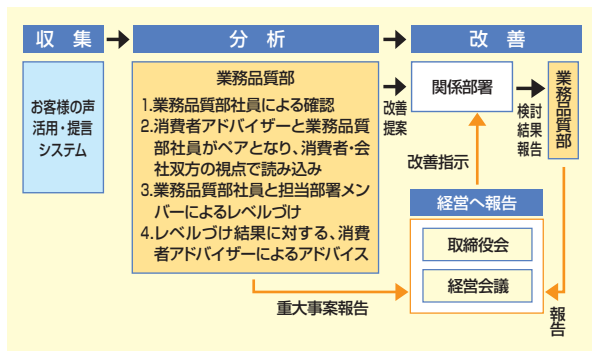 収 集
分 析
改 善
お客様の声
活用・提言
システム
業務品質部
1.業務品質部社員による確認
2.消費者アドバイザーと業務品質
部社員がペアとなり、消費者・会
社双方の視点で読み込み
3.業務品質部社員と担当部署メン
バーによるレベルづけ
4.レベルづけ結果に対する、消費
者アドバイザーによるアドバイス
改善
提案
関係部署
検討
結果
報告
業務品質部
改善指示
経営へ報告
取締役会
経営会議
重大事案報告
報告